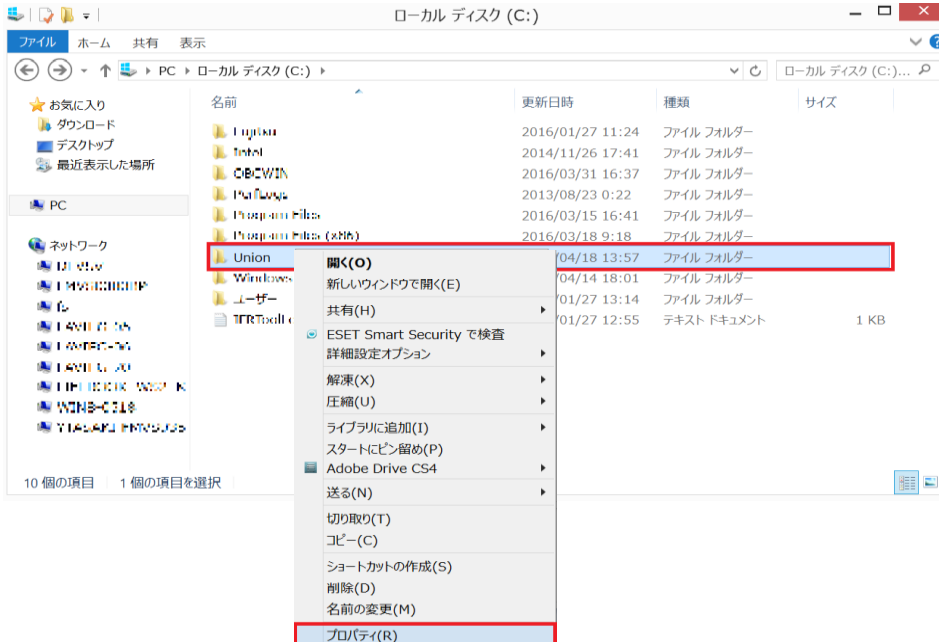 ローカル ディスク (C:)
ファイル ホーム 共有 表示
PC ローカル ディスク (C:) ローカル ディスク (C:)...
名前 更新日時 種類 サイズ
お気に入り
ダウンロード
デスクトップ
最近表示した場所
PC
ネットワーク
2016/01/27 11:24 ファイル フォルダー
Intel 2014/11/26 17:41 ファイル フォルダー
OBCWIN 2016/03/31 16:37 ファイル フォルダー
PerfLogs 2013/08/23 0:22 ファイル フォルダー
Program Files 2016/03/15 16:41 ファイル フォルダー
Program Files (x86) 2016/03/18 9:18 ファイル フォルダー
Union /04/18 13:57 ファイル フォルダー
Windows /04/14 18:01 ファイル フォルダー
ユーザー /01/27 13:14 ファイル フォルダー
/01/27 12:55 テキスト ドキュメント 1 KB
開く(O)
新しいウィンドウで開く(E)
共有(H)
ESET Smart Security で検査
詳細設定オプション
解凍(X)
圧縮(U)
ライブラリに追加(I)
スタートにピン留め(P)
Adobe Drive CS4
送る(N)
切り取り(T)
コピー(C)
ショートカットの作成(S)
削除(D)
名前の変更(M)
プロパティ(R)
10 個の項目 1 個の項目を選択